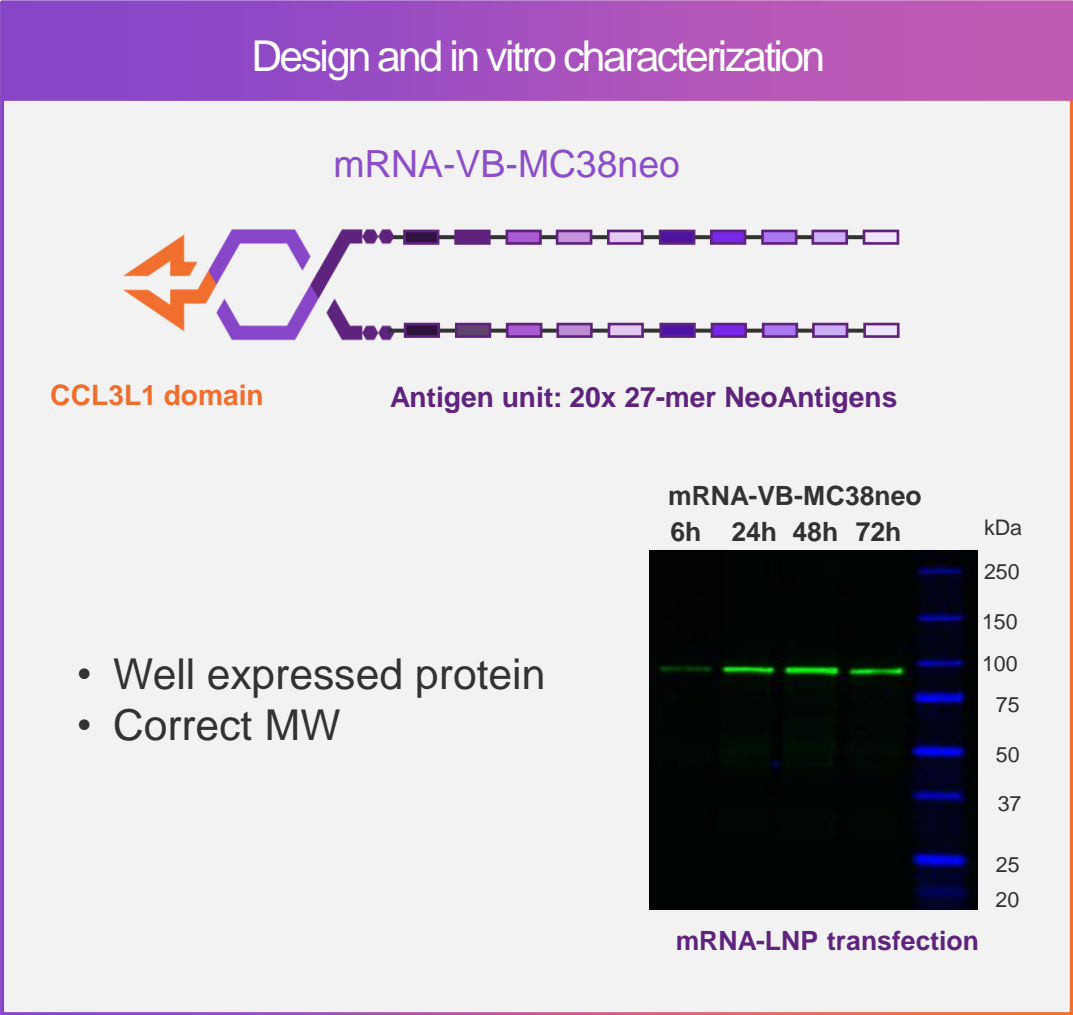 Design and in vitro characterization
mRNA-VB-MC38neo
CCL3L1 domain
Antigen unit: 20x 27-mer NeoAntigens
• Well expressed protein
• Correct MW
mRNA-VB-MC38neo
6h 24h 48h 72h kDa
250
150
100
75
50
37
25
20
mRNA-LNP transfection